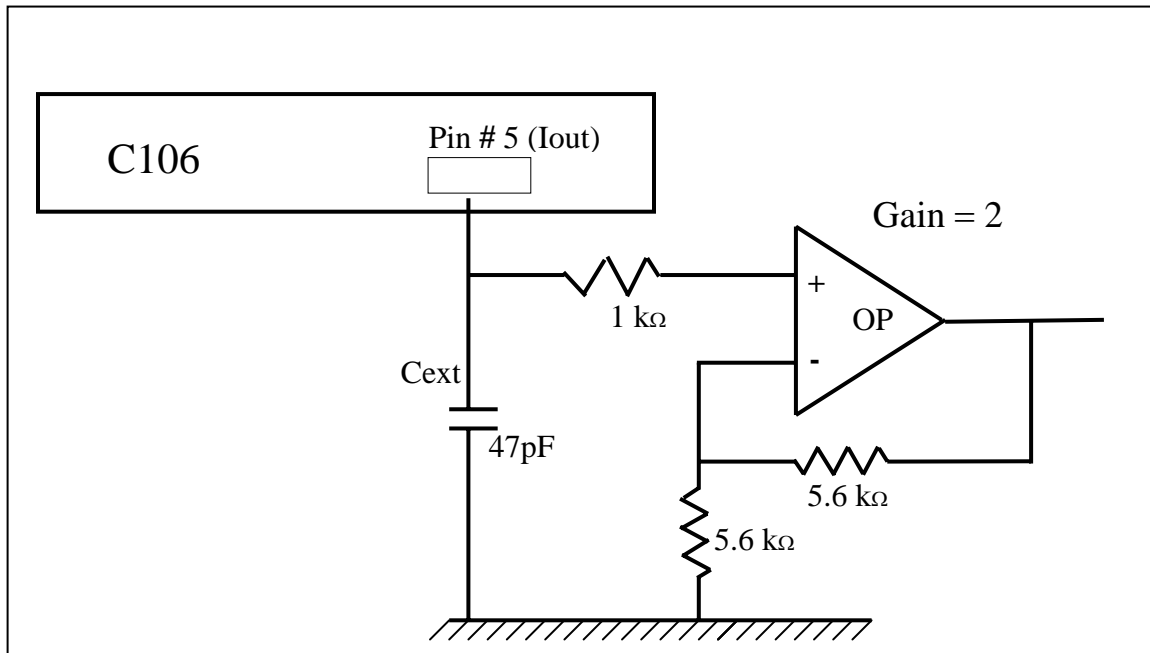 Pin # 5 (Iout)
C106
Gain = 2
+
OP
-
1 kΩ
Cext
47pF
5.6 kΩ
5.6 kΩ